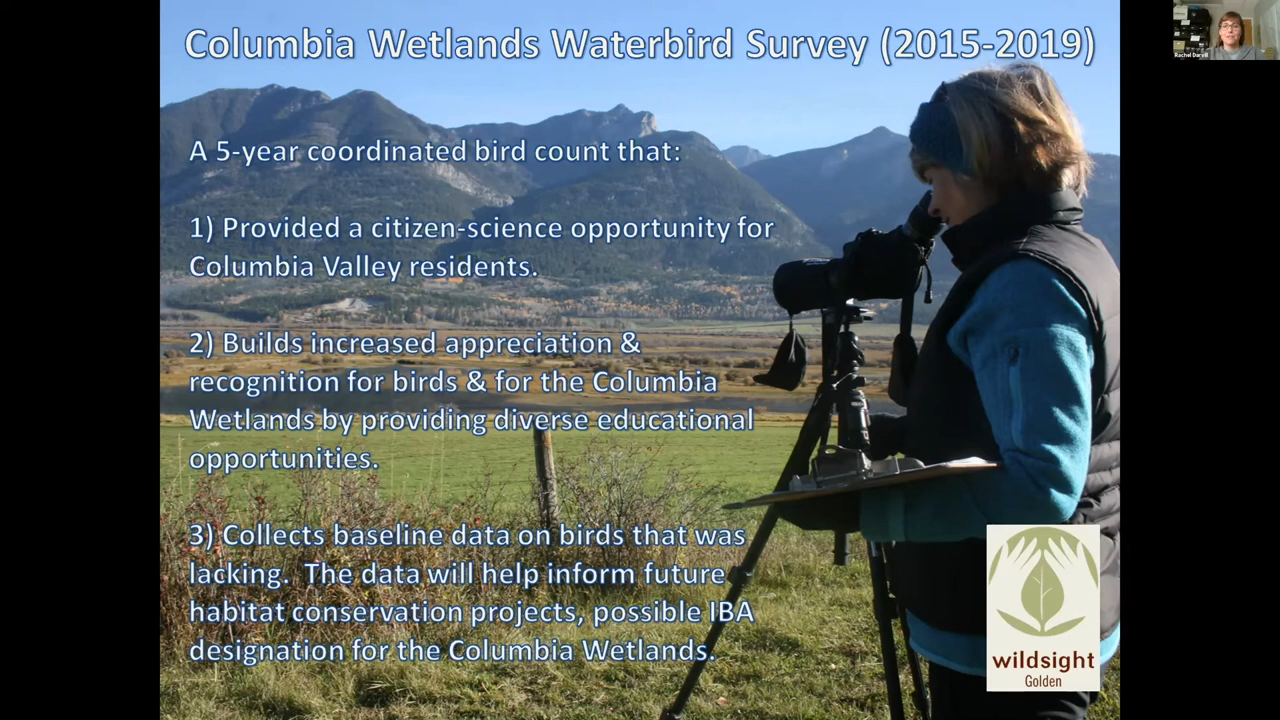 Columbia Wetlands Waterbird Survey (2015-2019)
Rachel Darvill
A 5-year coordinated bird count that:
1) Provided a citizen-science opportunity for
Columbia Valley residents.
2) Builds increased appreciation &
recognition for birds & for the Columbia
Wetlands by providing diverse educational
opportunities.
3) Collects baseline data on birds that was
lacking. The data will help inform future
habitat conservation projects, possible IBA
designation for the Columbia Wetlands.
wildsight
Golden